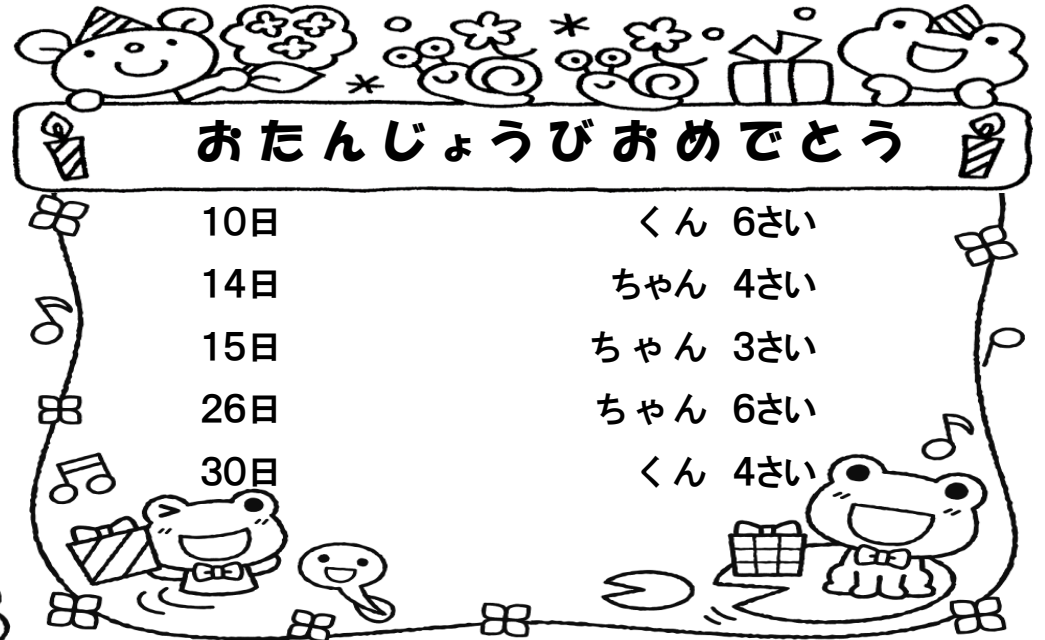 おたんじょうびおめでとう
10日 くん 6さい
14日 ちゃん 4さい
15日 ちゃん 3さい
26日 ちゃん 6さい
30日 くん 4さい